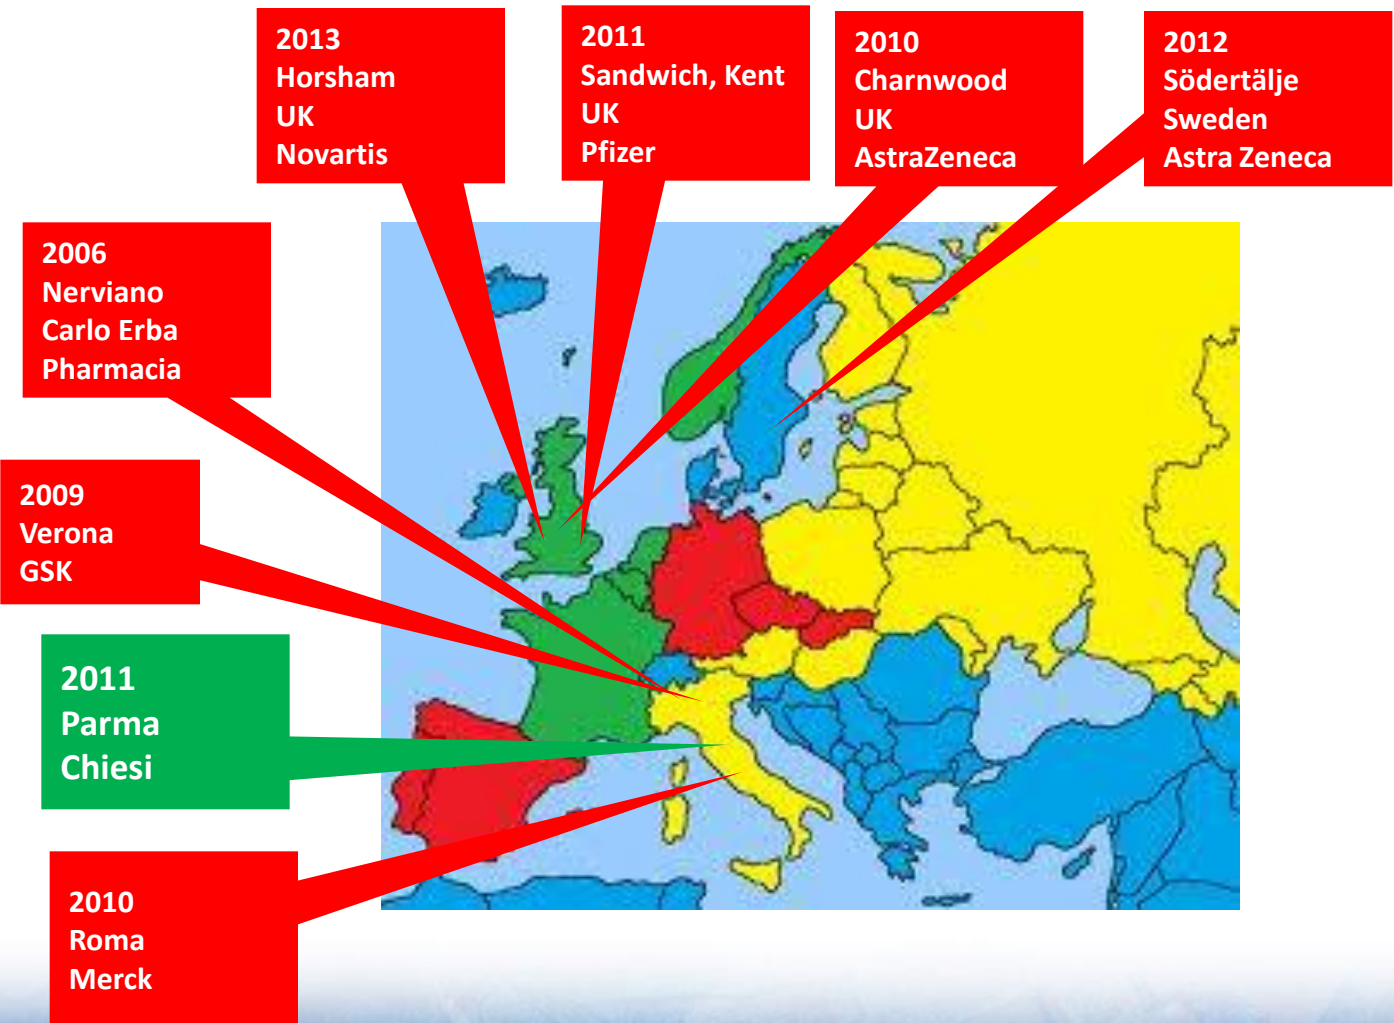 2013
Horsham
UK
Novartis
2011
Sandwich, Kent
UK
Pfizer
2010
Charnwood
UK
AstraZeneca
2012
Södertälje
Sweden
Astra Zeneca
2006
Nerviano
Carlo Erba
Pharmacia
2009
Verona
GSK
2011
Parma
Chiesi
2010
Roma
Merck